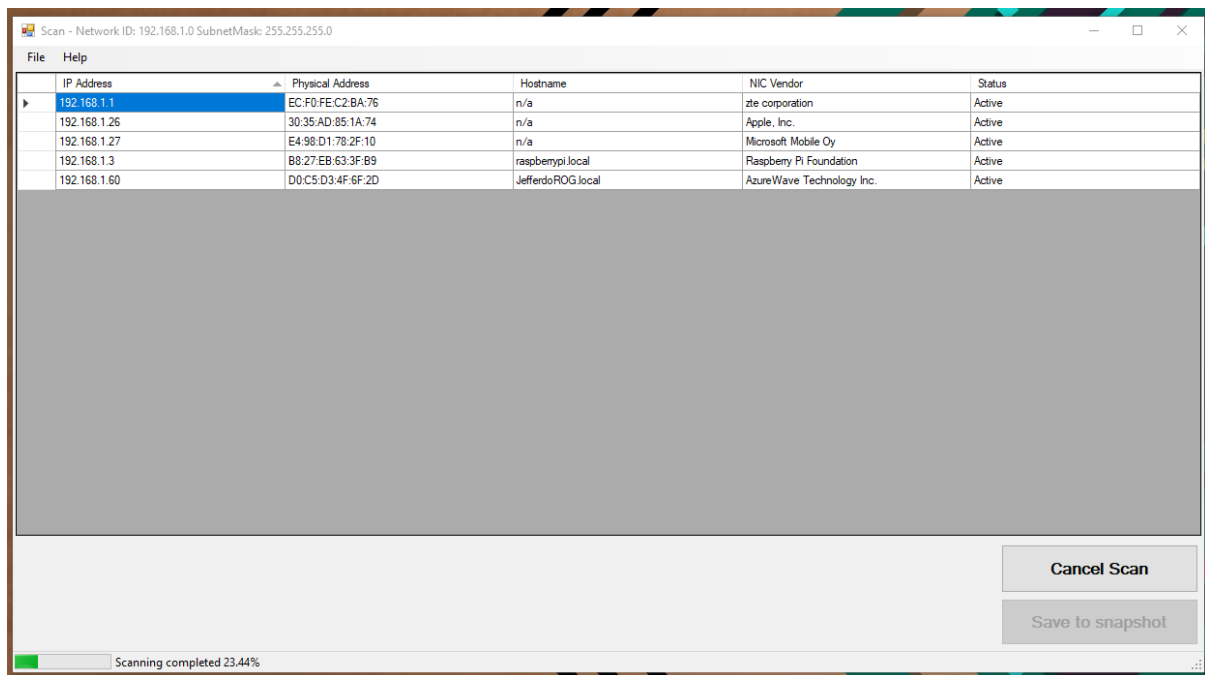 Scan - Network ID: 192.168.1.0 SubnetMask: 255.255.255.0
File Help
IP Address Physical Address Hostname NIC Vendor Status
192.168.1.1 EC:F0:FE:C2:BA:76 n/a zte corporation Active
192.168.1.26 30:35:AD:85:1A:74 n/a Apple, Inc. Active
192.168.1.27 E4:98:D1:78:2F:10 n/a Microsoft Mobile Oy Active
192.168.1.3 B8:27:EB:63:3F:B9 raspberrypi.local Raspberry Pi Foundation Active
192.168.1.60 D0:C5:D3:4F:6F:2D JefferdoROG.local AzureWave Technology Inc. Active
Cancel Scan
Save to snapshot
Scanning completed 23.44%